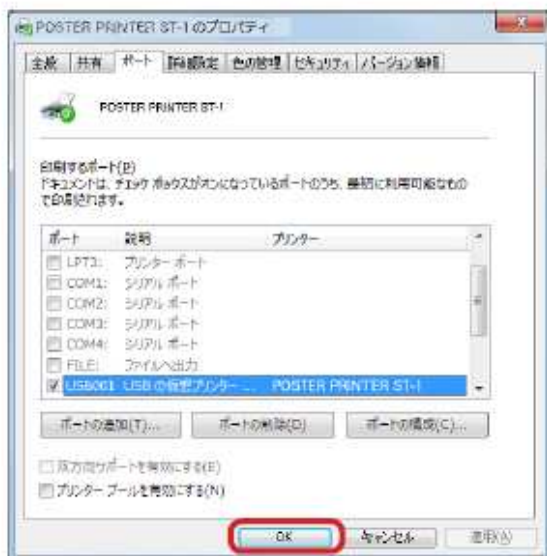 POSTER PRINTER ST-1 のプロパティ
全般 共有 ポート 詳細設定 色の管理 セキュリティ バージョン情報
POSTER PRINTER ST-1
印刷するポート(P)
ドキュメントは、チェック ボックスがオンになっているポートのうち、最初に利用可能なもの
で印刷されます。
ポート 説明 プリンター
LPT3: プリンター ポート
COM1: シリアル ポート
COM2: シリアル ポート
COM3: シリアル ポート
COM4: シリアル ポート
FILE: ファイルへ出力
USB001 USB の仮想プリンター ... POSTER PRINTER ST-1
ポートの追加(T)... ポートの削除(D) ポートの構成(C)...
双方向サポートを有効にする(E)
プリンター プールを有効にする(N)
OK キャンセル 適用(A)